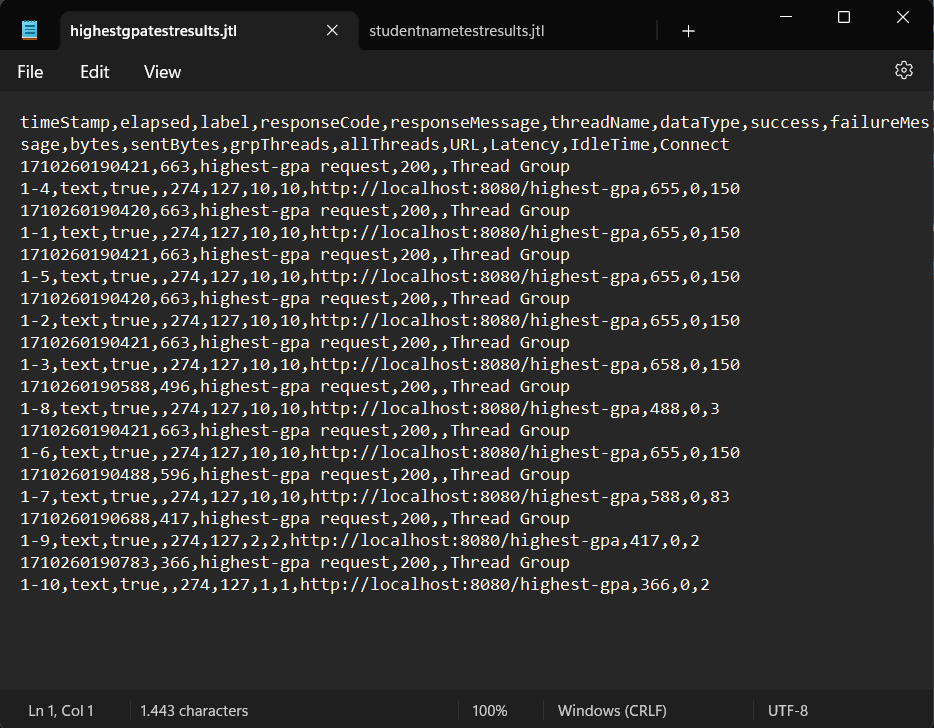 highestgpatestresults.jtl
studentnametestresults.jtl
File Edit View
timeStamp,elapsed,label,responseCode,responseMessage,threadName,dataType,success,failureMes
sage,bytes,sentBytes,grpThreads,allThreads,URL,Latency,IdleTime,Connect
1710260190421,663,highest-gpa request,200,,Thread Group
1-4,text,true,,274,127,10,10,http://localhost:8080/highest-gpa,655,0,150
1710260190420,663,highest-gpa request,200,,Thread Group
1-1,text,true,,274,127,10,10,http://localhost:8080/highest-gpa,655,0,150
1710260190421,663,highest-gpa request,200,,Thread Group
1-5,text,true,,274,127,10,10,http://localhost:8080/highest-gpa,655,0,150
1710260190420,663,highest-gpa request,200,,Thread Group
1-2,text,true,,274,127,10,10,http://localhost:8080/highest-gpa,655,0,150
1710260190421,663,highest-gpa request,200,,Thread Group
1-3,text,true,,274,127,10,10,http://localhost:8080/highest-gpa,658,0,150
1710260190588,496,highest-gpa request,200,,Thread Group
1-8,text,true,,274,127,10,10,http://localhost:8080/highest-gpa,488,0,3
1710260190421,663,highest-gpa request,200,,Thread Group
1-6,text,true,,274,127,10,10,http://localhost:8080/highest-gpa,655,0,150
1710260190488,596,highest-gpa request,200,,Thread Group
1-7,text,true,,274,127,10,10,http://localhost:8080/highest-gpa,588,0,83
1710260190688,417,highest-gpa request,200,,Thread Group
1-9,text,true,,274,127,2,2,http://localhost:8080/highest-gpa,417,0,2
1710260190783,366,highest-gpa request,200,,Thread Group
1-10,text,true,,274,127,1,1,http://localhost:8080/highest-gpa,366,0,2
Ln 1, Col 1 1.443 characters 100% Windows (CRLF) UTF-8